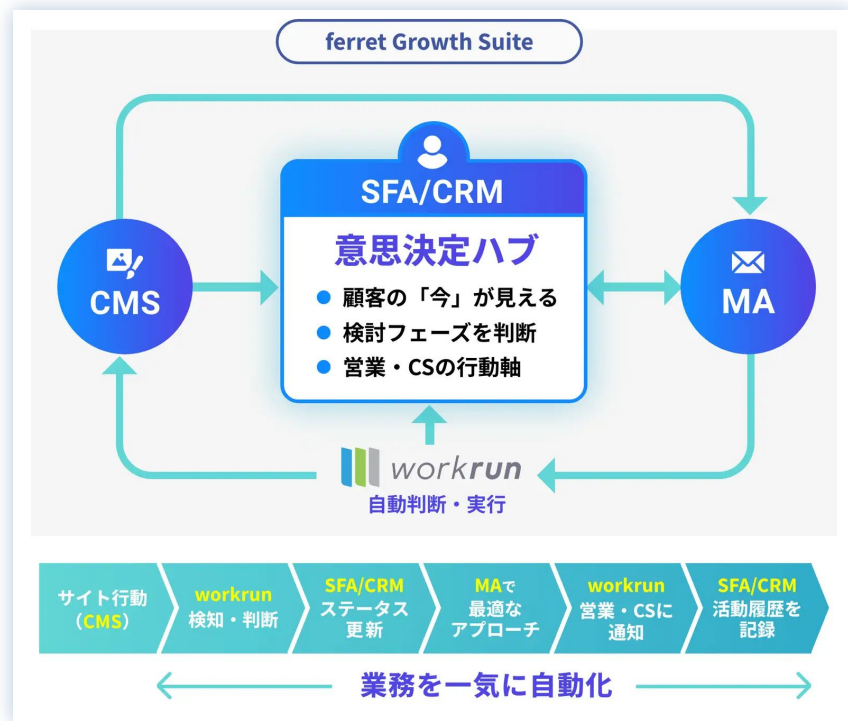 ferret Growth Suite
SFA/CRM
意思決定ハブ
● 顧客の「今」が見える
● 検討フェーズを判断
● 営業・CSの行動軸
CMS
MA
workrun
自動判断・実行
サイト行動
（CMS）
workrun
検知・判断
SFA/CRM
ステータス
更新
MAで
最適な
アプローチ
workrun
営業・CSに
通知
SFA/CRM
活動履歴を
記録
業務を一気に自動化